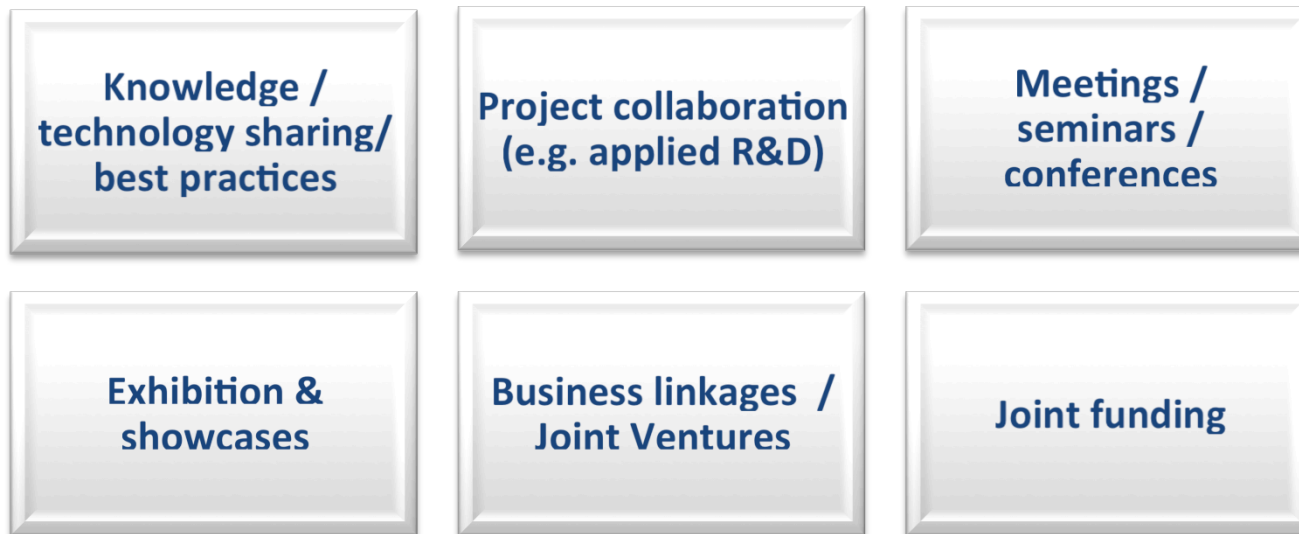 Knowledge /
technology sharing/
best practices
Project collaboration
(e.g. applied R&D)
Meetings /
seminars /
conferences
Exhibition &
showcases
Business linkages  /
Joint Ventures
Joint funding